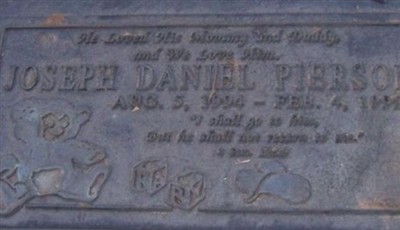 He Loved His Mommy and Daddy,
and We Love Him.
JOSEPH DANIEL PIERSO
AUG. 5, 1994 - FEB. 4, 199
"I shall go to him,
But he shall not return to me."